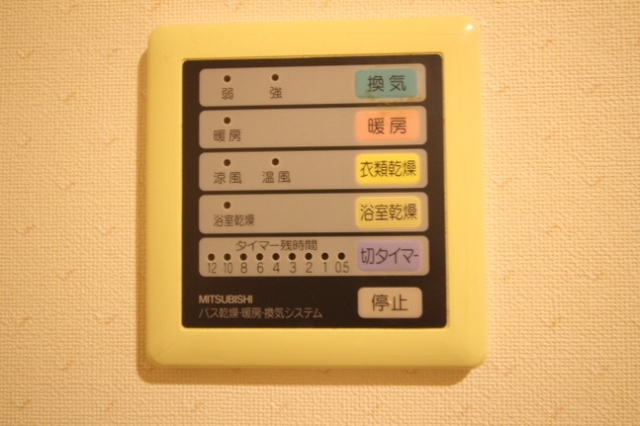 弱 強 換気
暖房 暖房
涼風 温風 衣類乾燥
浴室乾燥 浴室乾燥
タイマー残時間
12 10 8 6 4 3 2 1 0.5 切タイマー
MITSUBISHI
バス乾燥・暖房・換気システム
停止